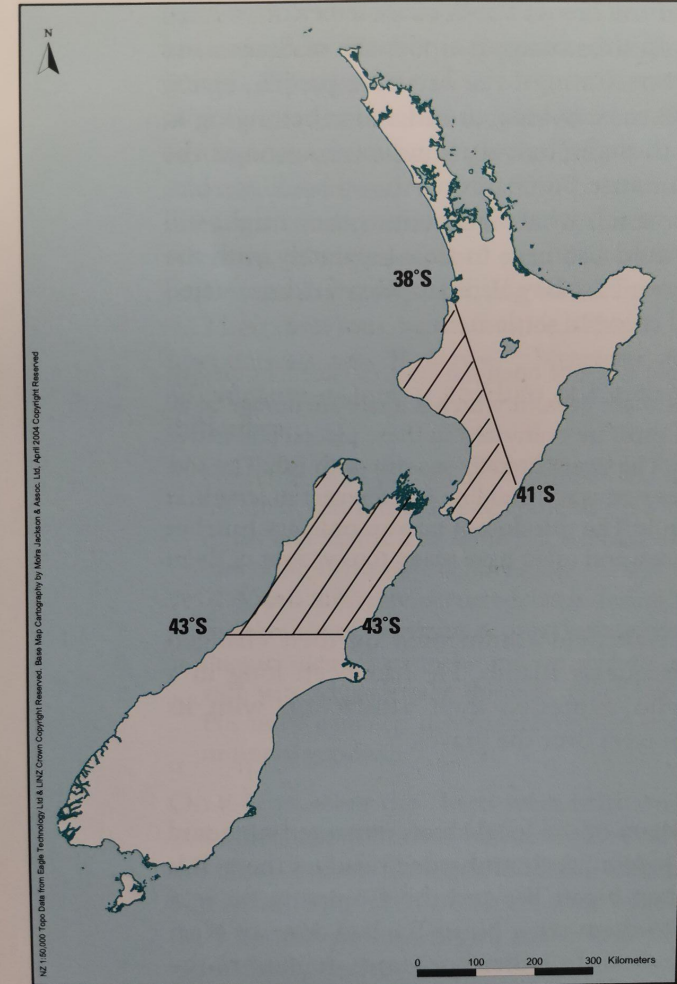 N
38°S
41°S
43°S 43°S
0 100 200 300 Kilometers
NZ 1:50,000 Topo Data from Eagle Technology Ltd & LINZ Crown Copyright Reserved. Base Map Cartography by Moira Jackson & Assoc. Ltd, April 2004 Copyright Reserved